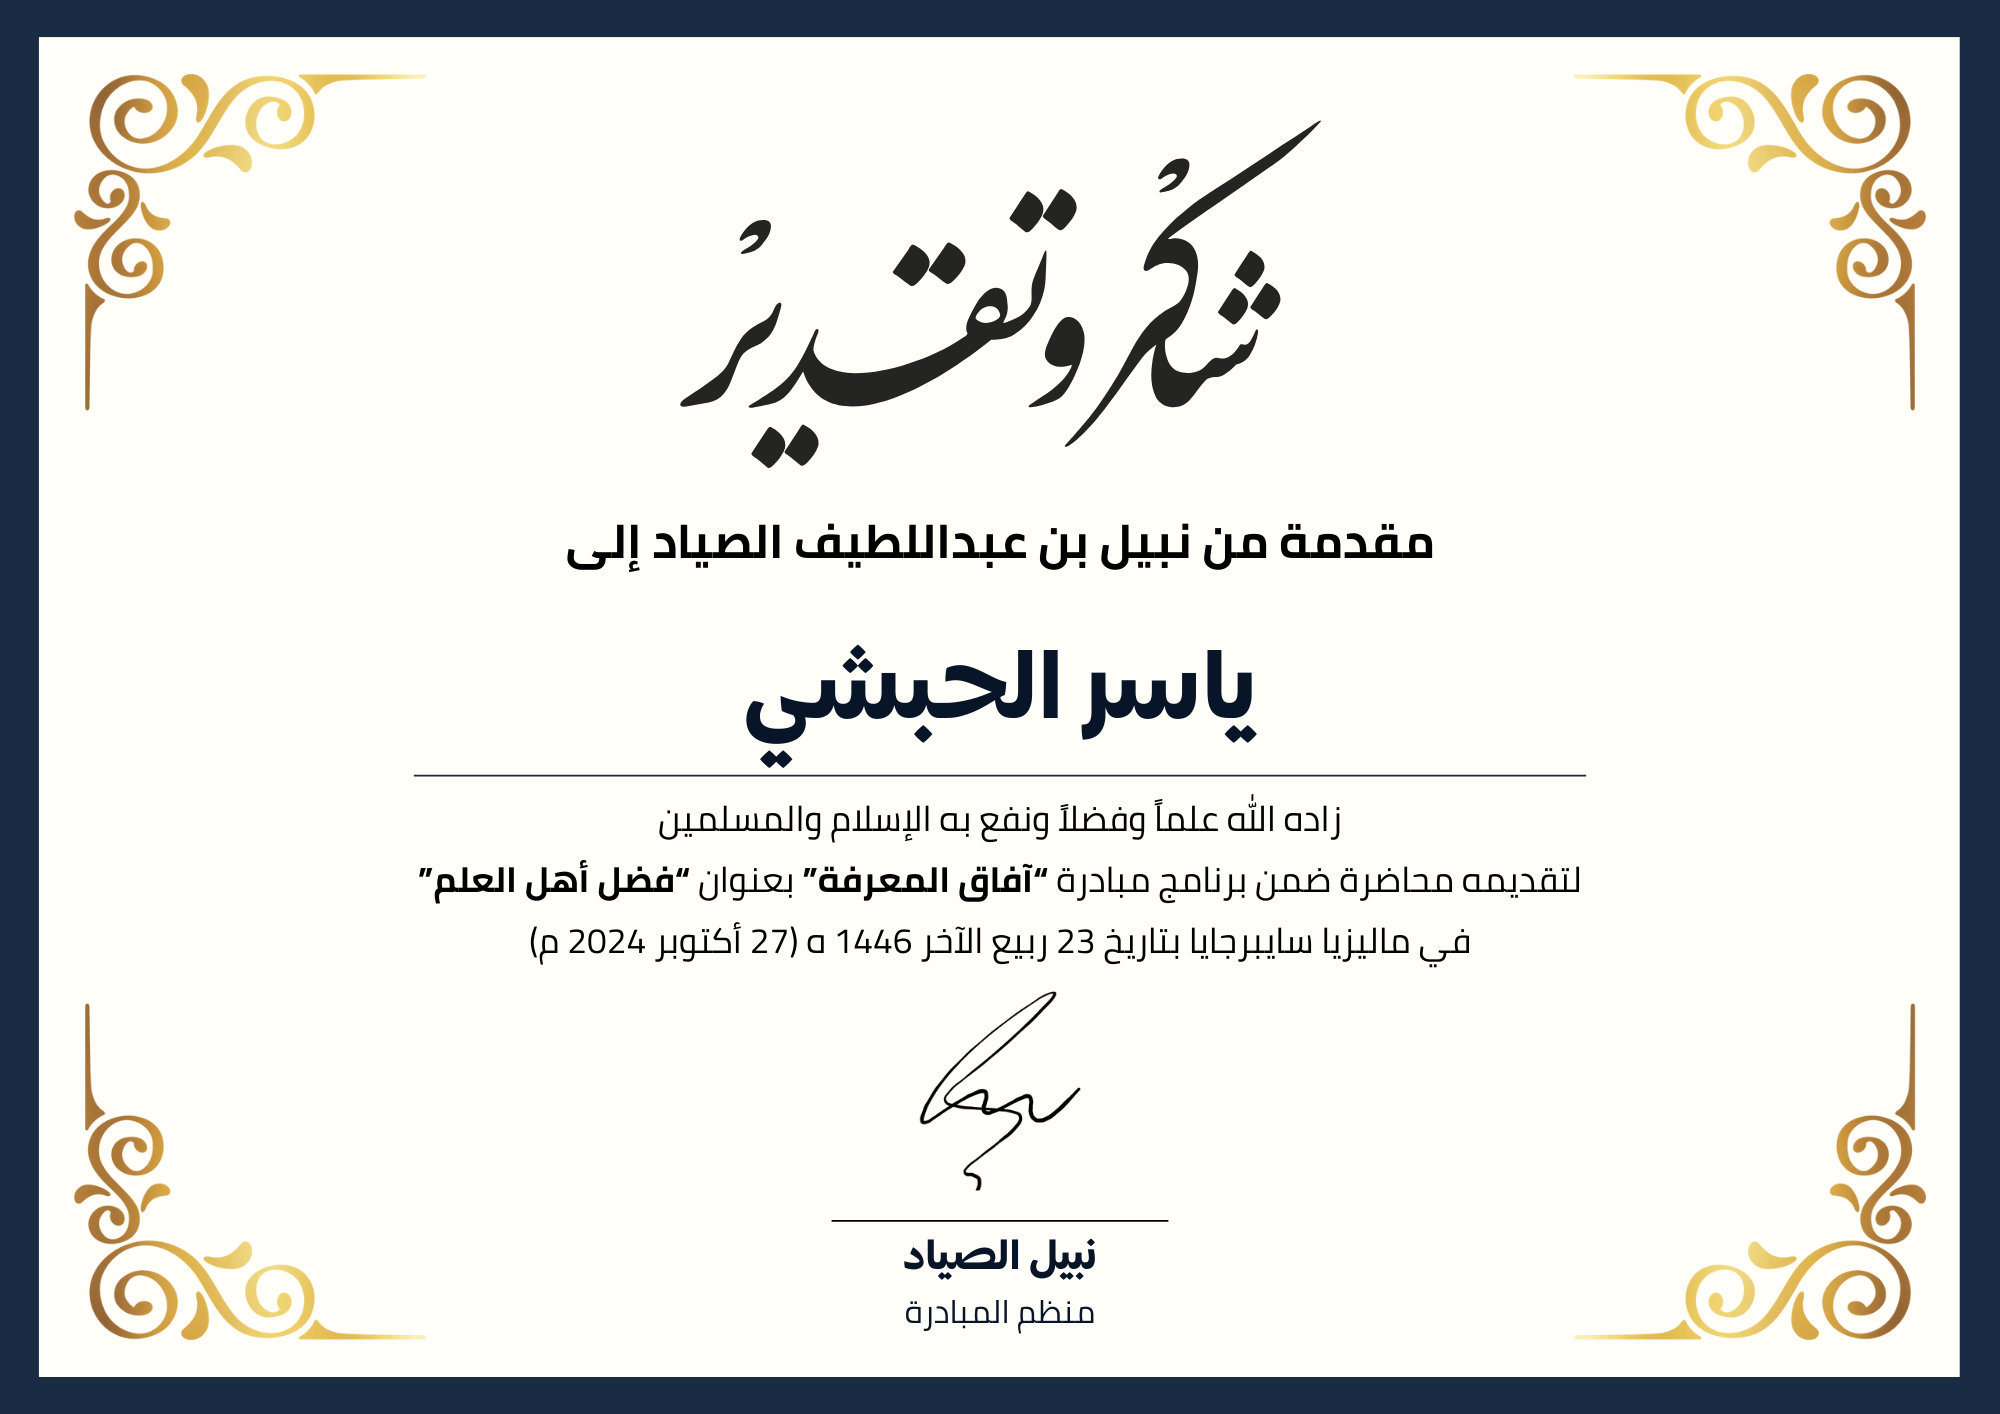 شكر وتقدير
مقدمة من نبيل بن عبداللطيف الصياد إلى
ياسر الحبشي
زاده الله علماً وفضلاً ونفع به الإسلام والمسلمين
لتقديمه محاضرة ضمن برنامج مبادرة “آفاق المعرفة” بعنوان “فضل أهل العلم”
في ماليزيا سايبرجايا بتاريخ 23 ربيع الآخر 1446 ه (27 أكتوبر 2024 م)
نبيل الصياد
منظم المبادرة